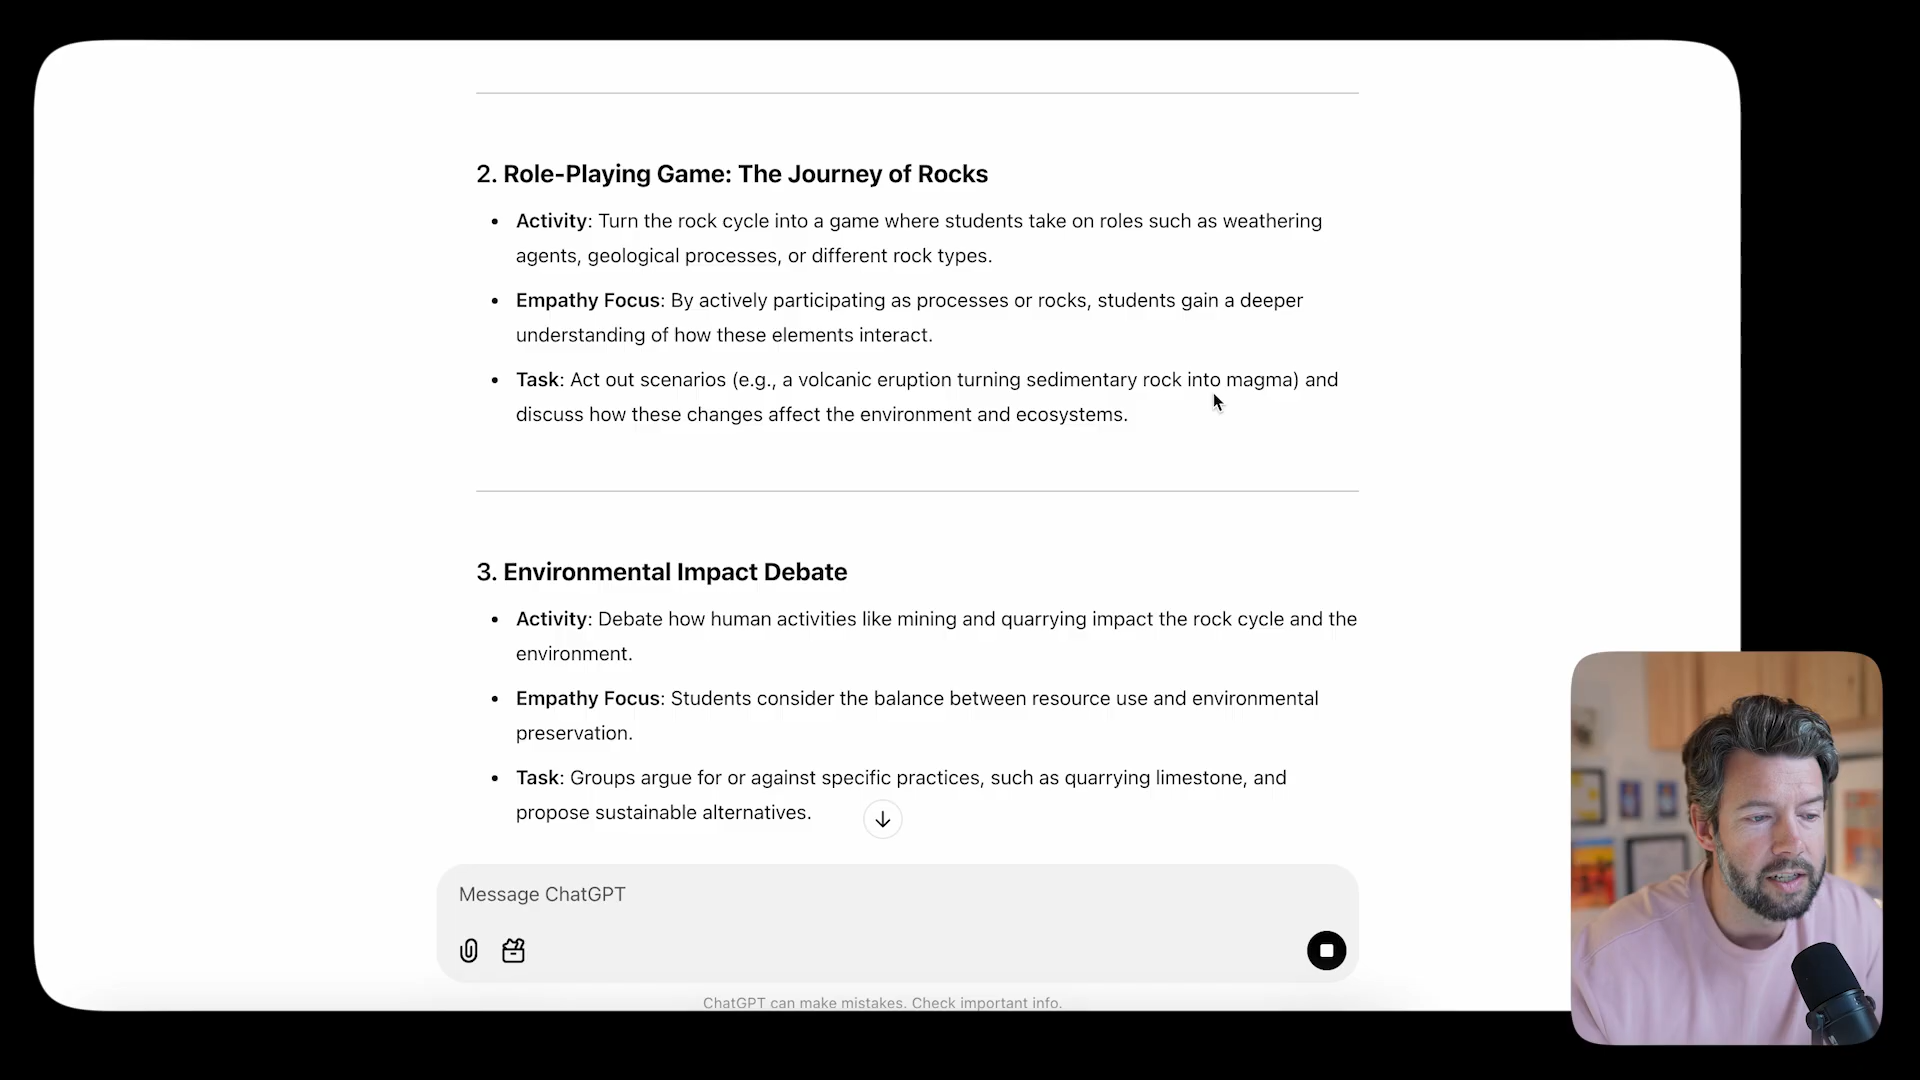 2. Role-Playing Game: The Journey of Rocks
• Activity: Turn the rock cycle into a game where students take on roles such as weathering
agents, geological processes, or different rock types.
• Empathy Focus: By actively participating as processes or rocks, students gain a deeper
understanding of how these elements interact.
• Task: Act out scenarios (e.g., a volcanic eruption turning sedimentary rock into magma) and
discuss how these changes affect the environment and ecosystems.
3. Environmental Impact Debate
• Activity: Debate how human activities like mining and quarrying impact the rock cycle and the
environment.
• Empathy Focus: Students consider the balance between resource use and environmental
preservation.
• Task: Groups argue for or against specific practices, such as quarrying limestone, and
propose sustainable alternatives.
Message ChatGPT
ChatGPT can make mistakes. Check important info.